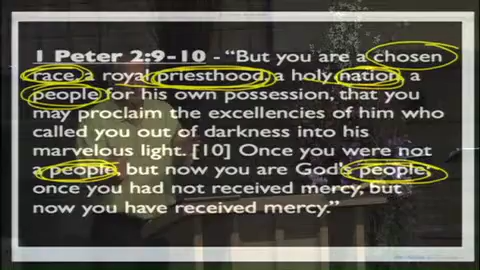 1 Peter 2:9-10 - “But you are a chosen
race, a royal priesthood, a holy nation, a
people for his own possession, that you
may proclaim the excellencies of him who
called you out of darkness into his
marvelous light. [10] Once you were not
a people, but now you are God’s people;
once you had not received mercy, but
now you have received mercy.”